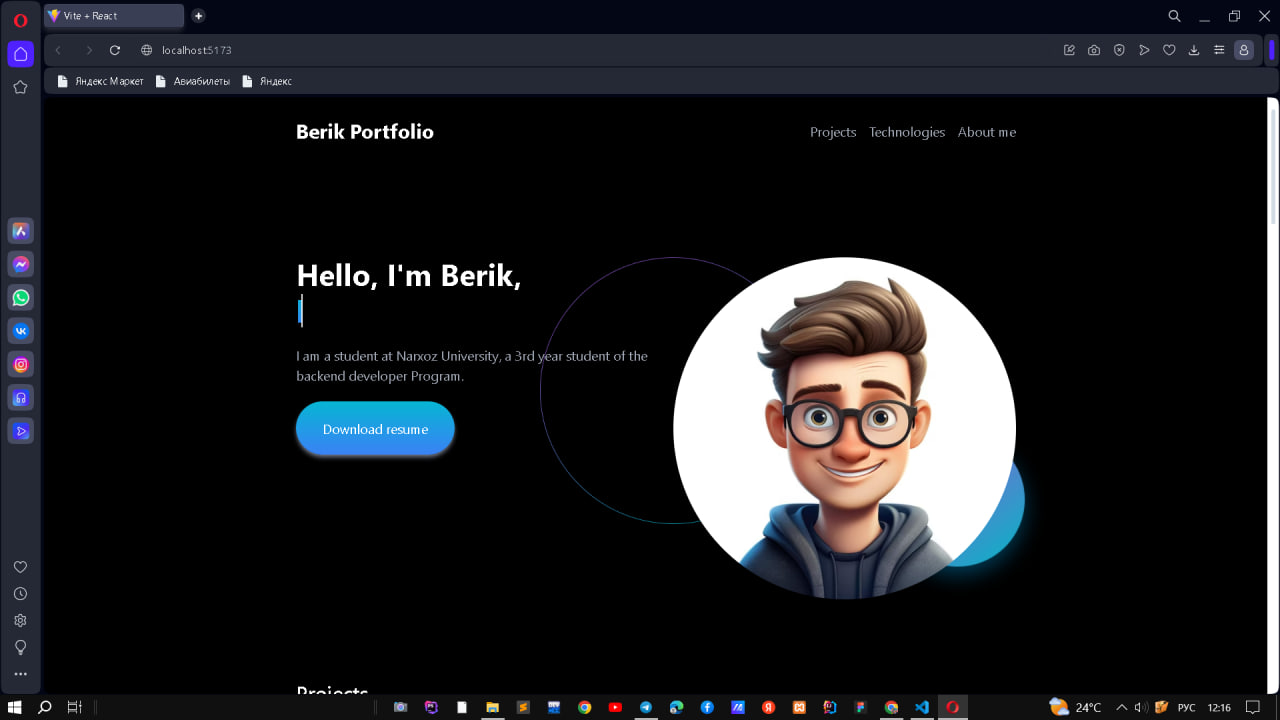 Vite + React
localhost:5173
Яндекс Маркет Авиабилеты Яндекс
Berik Portfolio
Projects Technologies About me
Hello, I'm Berik,
I am a student at Narxoz University, a 3rd year student of the
backend developer Program.
Download resume
Projects
24°C РУС 12:16